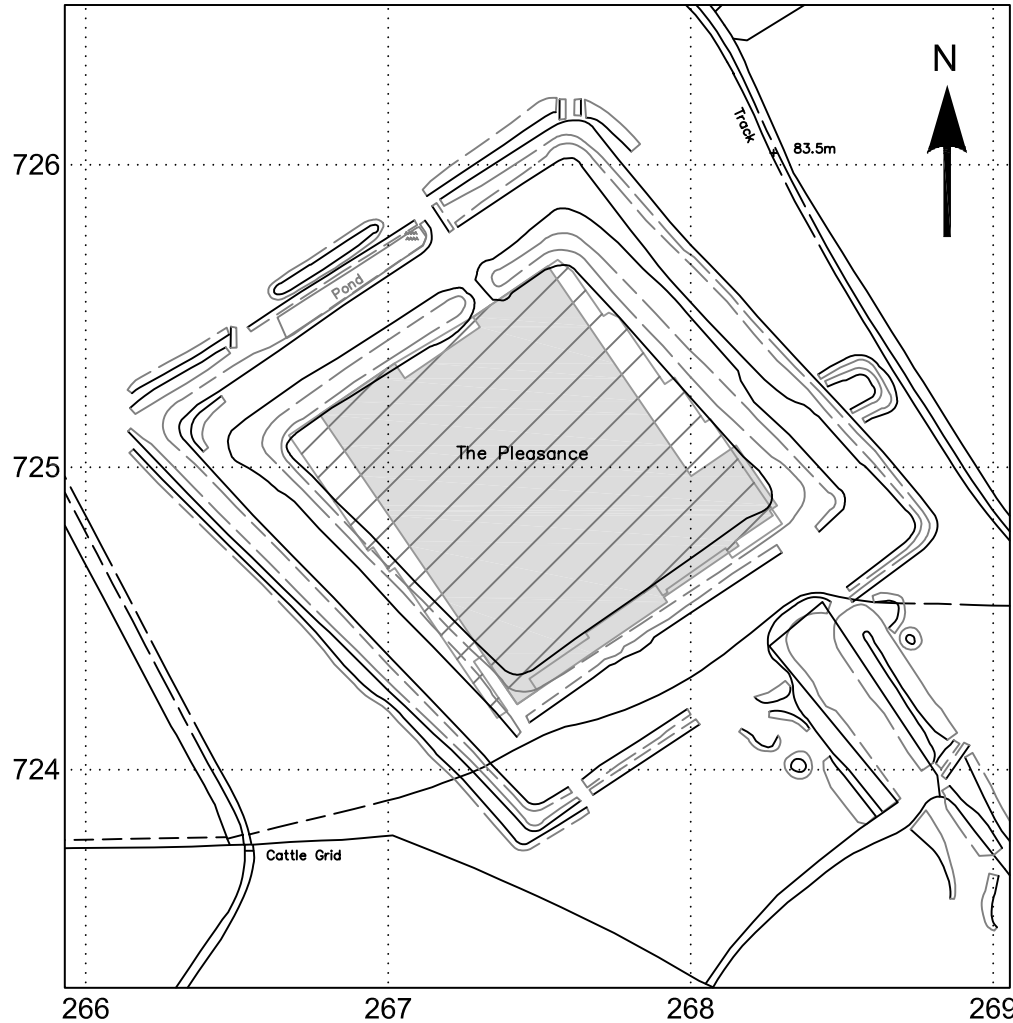 N
Track
83.5m
726
Pond
The Pleasance
725
724
Cattle Grid
266 267 268 269